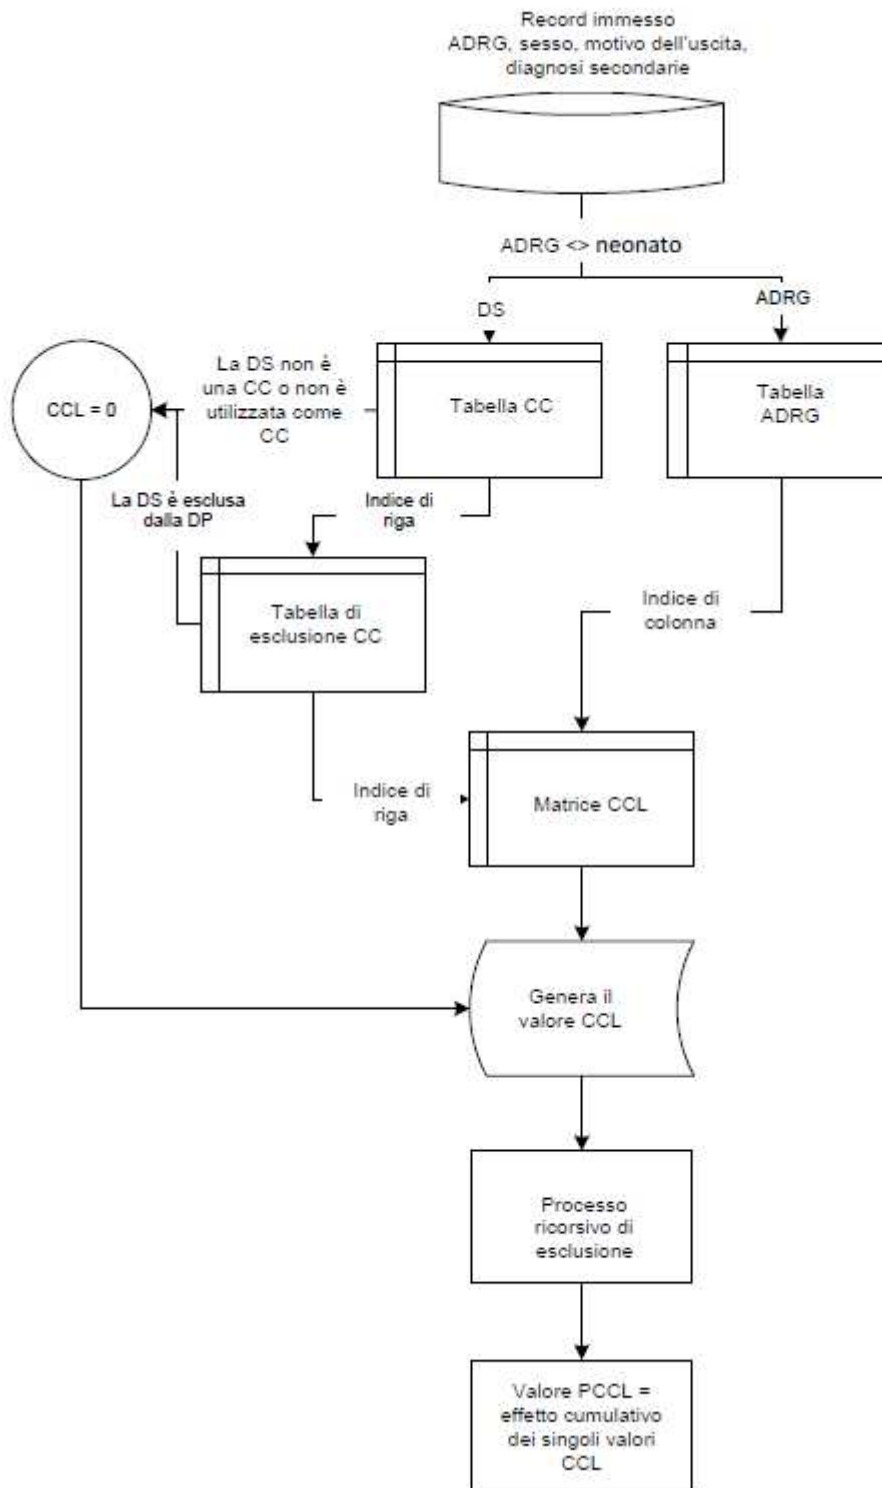 Record immesso
ADRG, sesso, motivo dell'uscita,
diagnosi secondarie
ADRG <> neonato
DS
ADRG
CCL = 0
La DS non è
una CC o non è
utilizzata come
CC
Tabella CC
Tabella
ADRG
La DS è esclusa
dalla DP
Indice di
riga
Tabella di
esclusione CC
Indice di
colonna
Indice di
riga
Matrice CCL
Genera il
valore CCL
Processo
ricorsivo di
esclusione
Valore PCCL =
effetto cumulativo
dei singoli valori
CCL